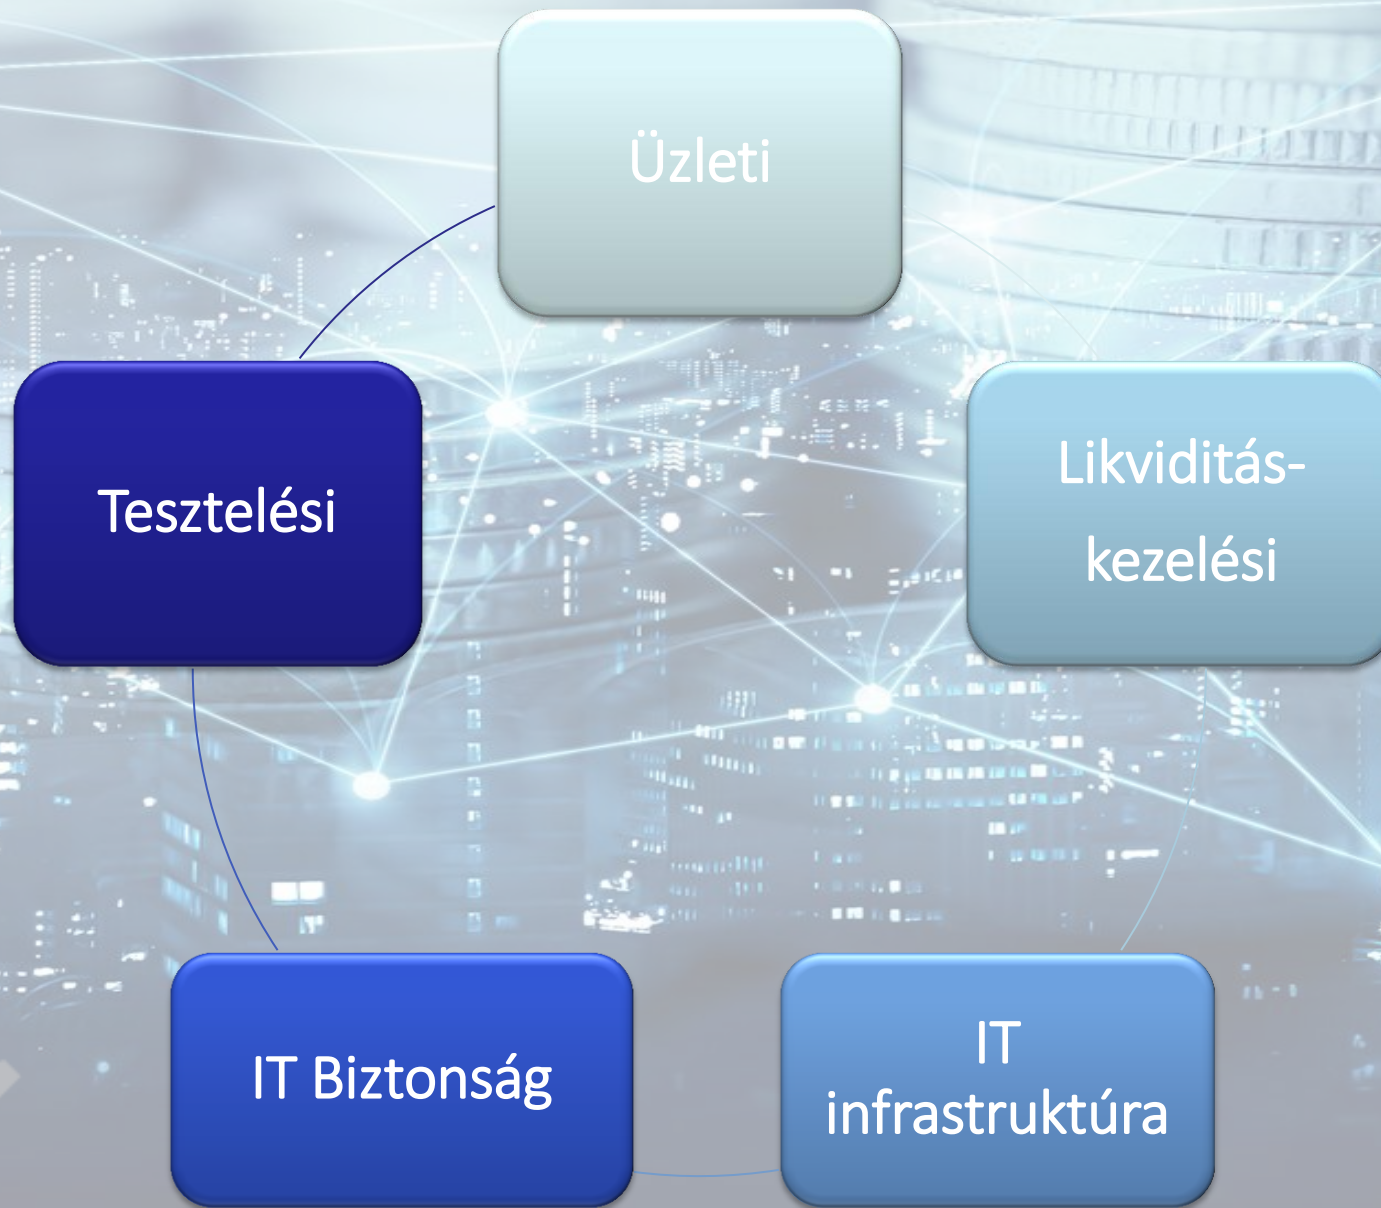 Üzleti
Likviditás-
kezelési
Tesztelési
IT Biztonság
IT
infrastruktúra